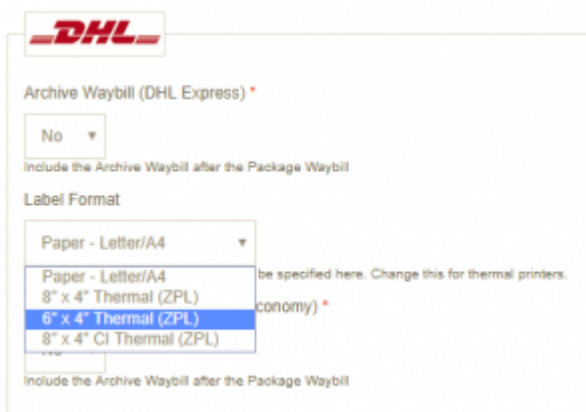 DHL
Archive Waybill (DHL Express) *
No
Include the Archive Waybill after the Package Waybill
Label Format
Paper - Letter/A4
Paper - Letter/A4
be specified here. Change this for thermal printers.
8" x 4" Thermal (ZPL)
6" x 4" Thermal (ZPL)
conomy) *
8" x 4" CI Thermal (ZPL)
Include the Archive Waybill after the Package Waybill